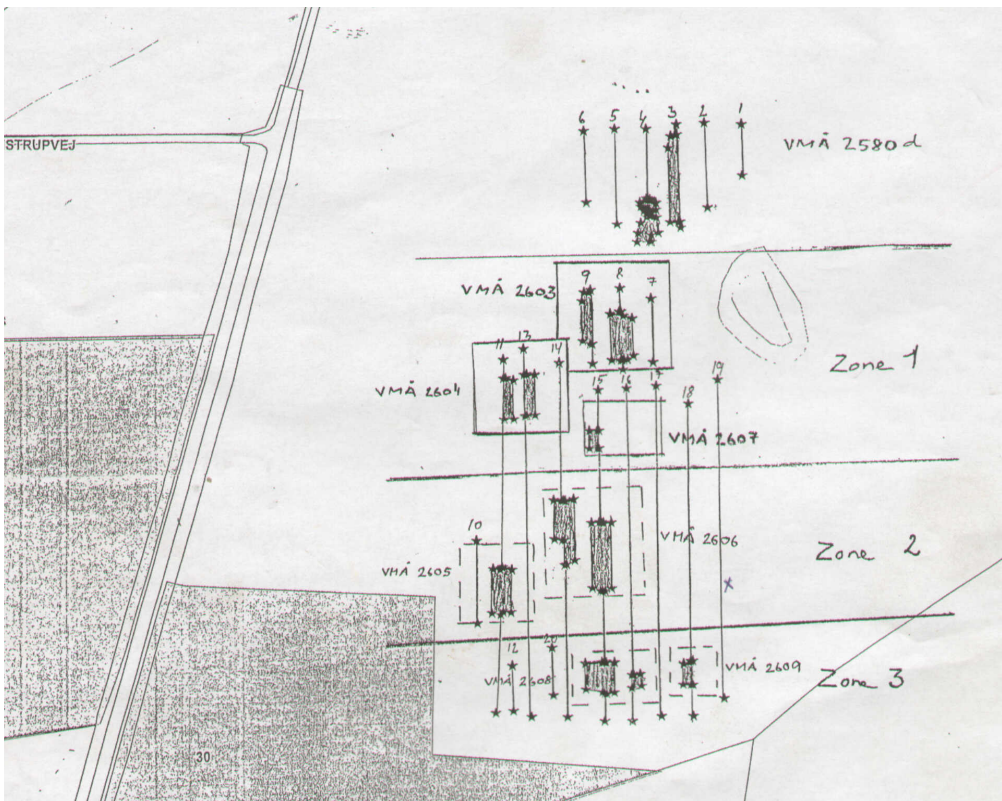 STRUPVEJ
6 5 4 3 2 1
VMÅ 2580 d
VMÅ 2603
9 8 7
Zone 1
11 13 14
VMÅ 2604
15 16 17 18 19
VMÅ 2607
10
VMÅ 2605
VMÅ 2606
Zone 2
X
12 20
VMÅ 2608
VMÅ 2609
Zone 3
30